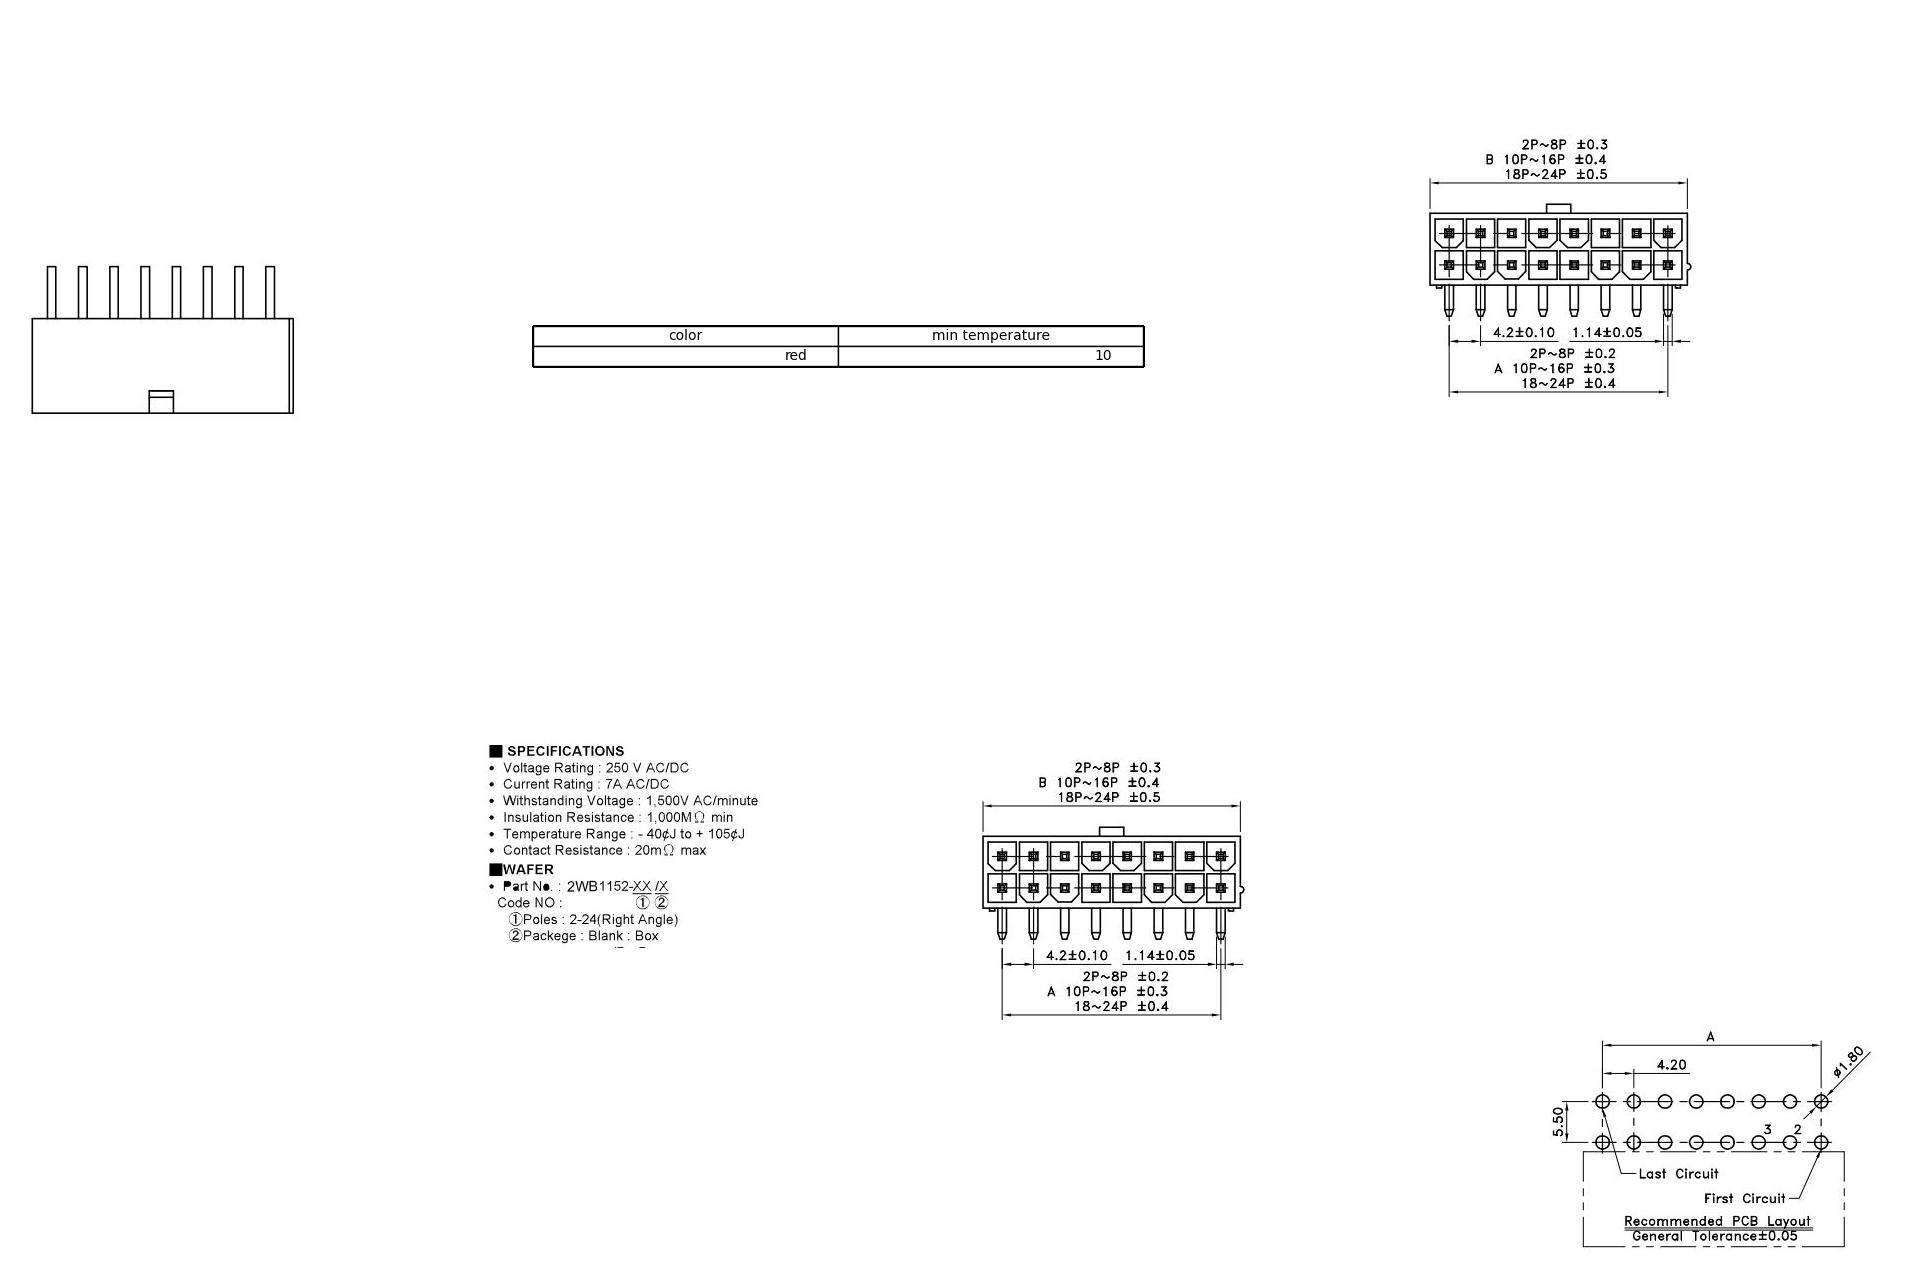 2P~8P ±0.3
B 10P~16P ±0.4
18P~24P ±0.5
4.2±0.10 1.14±0.05
2P~8P ±0.2
A 10P~16P ±0.3
18~24P ±0.4
color min temperature
red 10
■ SPECIFICATIONS
• Voltage Rating : 250 V AC/DC
• Current Rating : 7A AC/DC
• Withstanding Voltage : 1,500V AC/minute
• Insulation Resistance : 1,000MΩ min
• Temperature Range : - 40¢J to + 105¢J
• Contact Resistance : 20mΩ max
■WAFER
• Part No. : 2WB1152-XX /X
Code NO : ① ②
①Poles : 2-24(Right Angle)
②Packege : Blank : Box
2P~8P ±0.3
B 10P~16P ±0.4
18P~24P ±0.5
4.2±0.10 1.14±0.05
2P~8P ±0.2
A 10P~16P ±0.3
18~24P ±0.4
A
4.20
ø1.80
5.50
3 2
Last Circuit
First Circuit
Recommended PCB Layout
General Tolerance±0.05